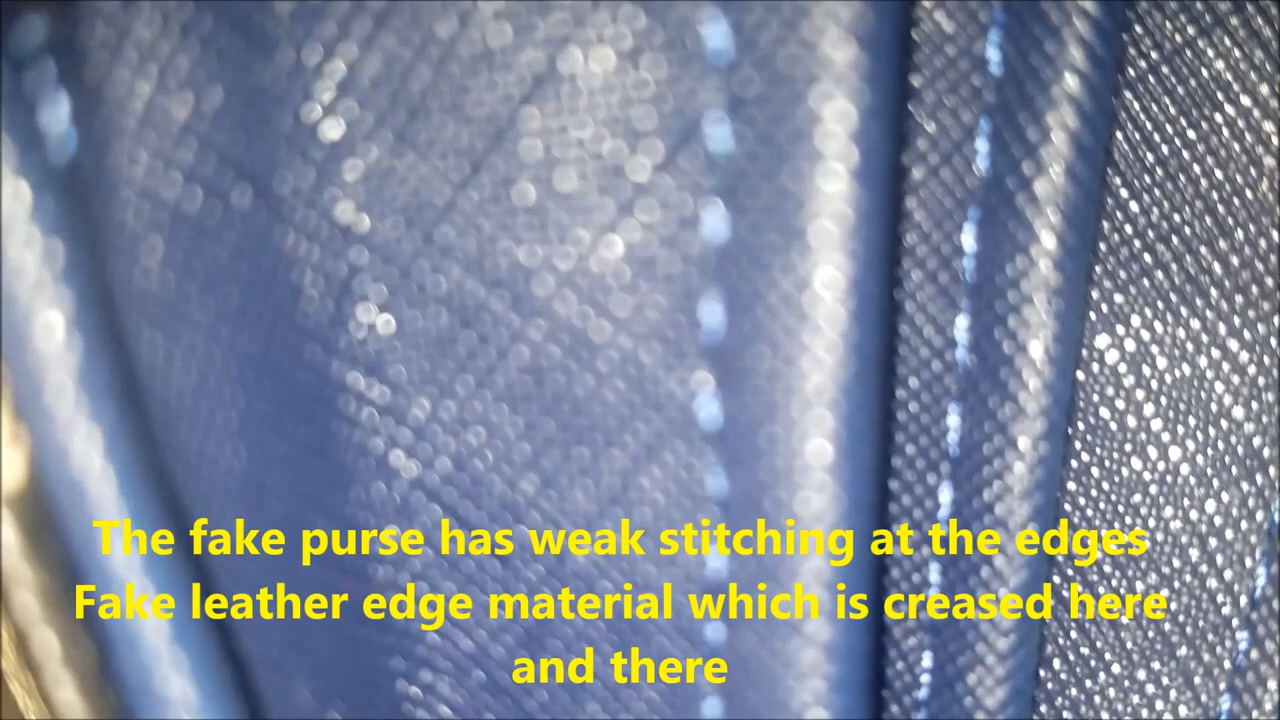 The fake purse has weak stitching at the edges
Fake leather edge material which is creased here
and there